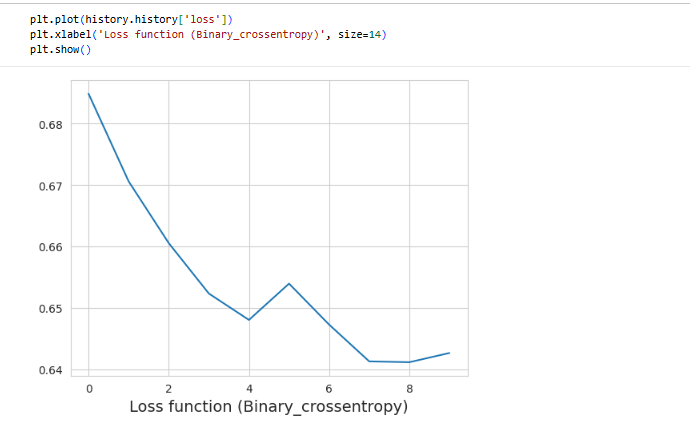 plt.plot(history.history['loss'])
plt.xlabel('Loss function (Binary_crossentropy)', size=14)
plt.show()
0.68
0.67
0.66
0.65
0.64
0 2 4 6 8
Loss function (Binary_crossentropy)